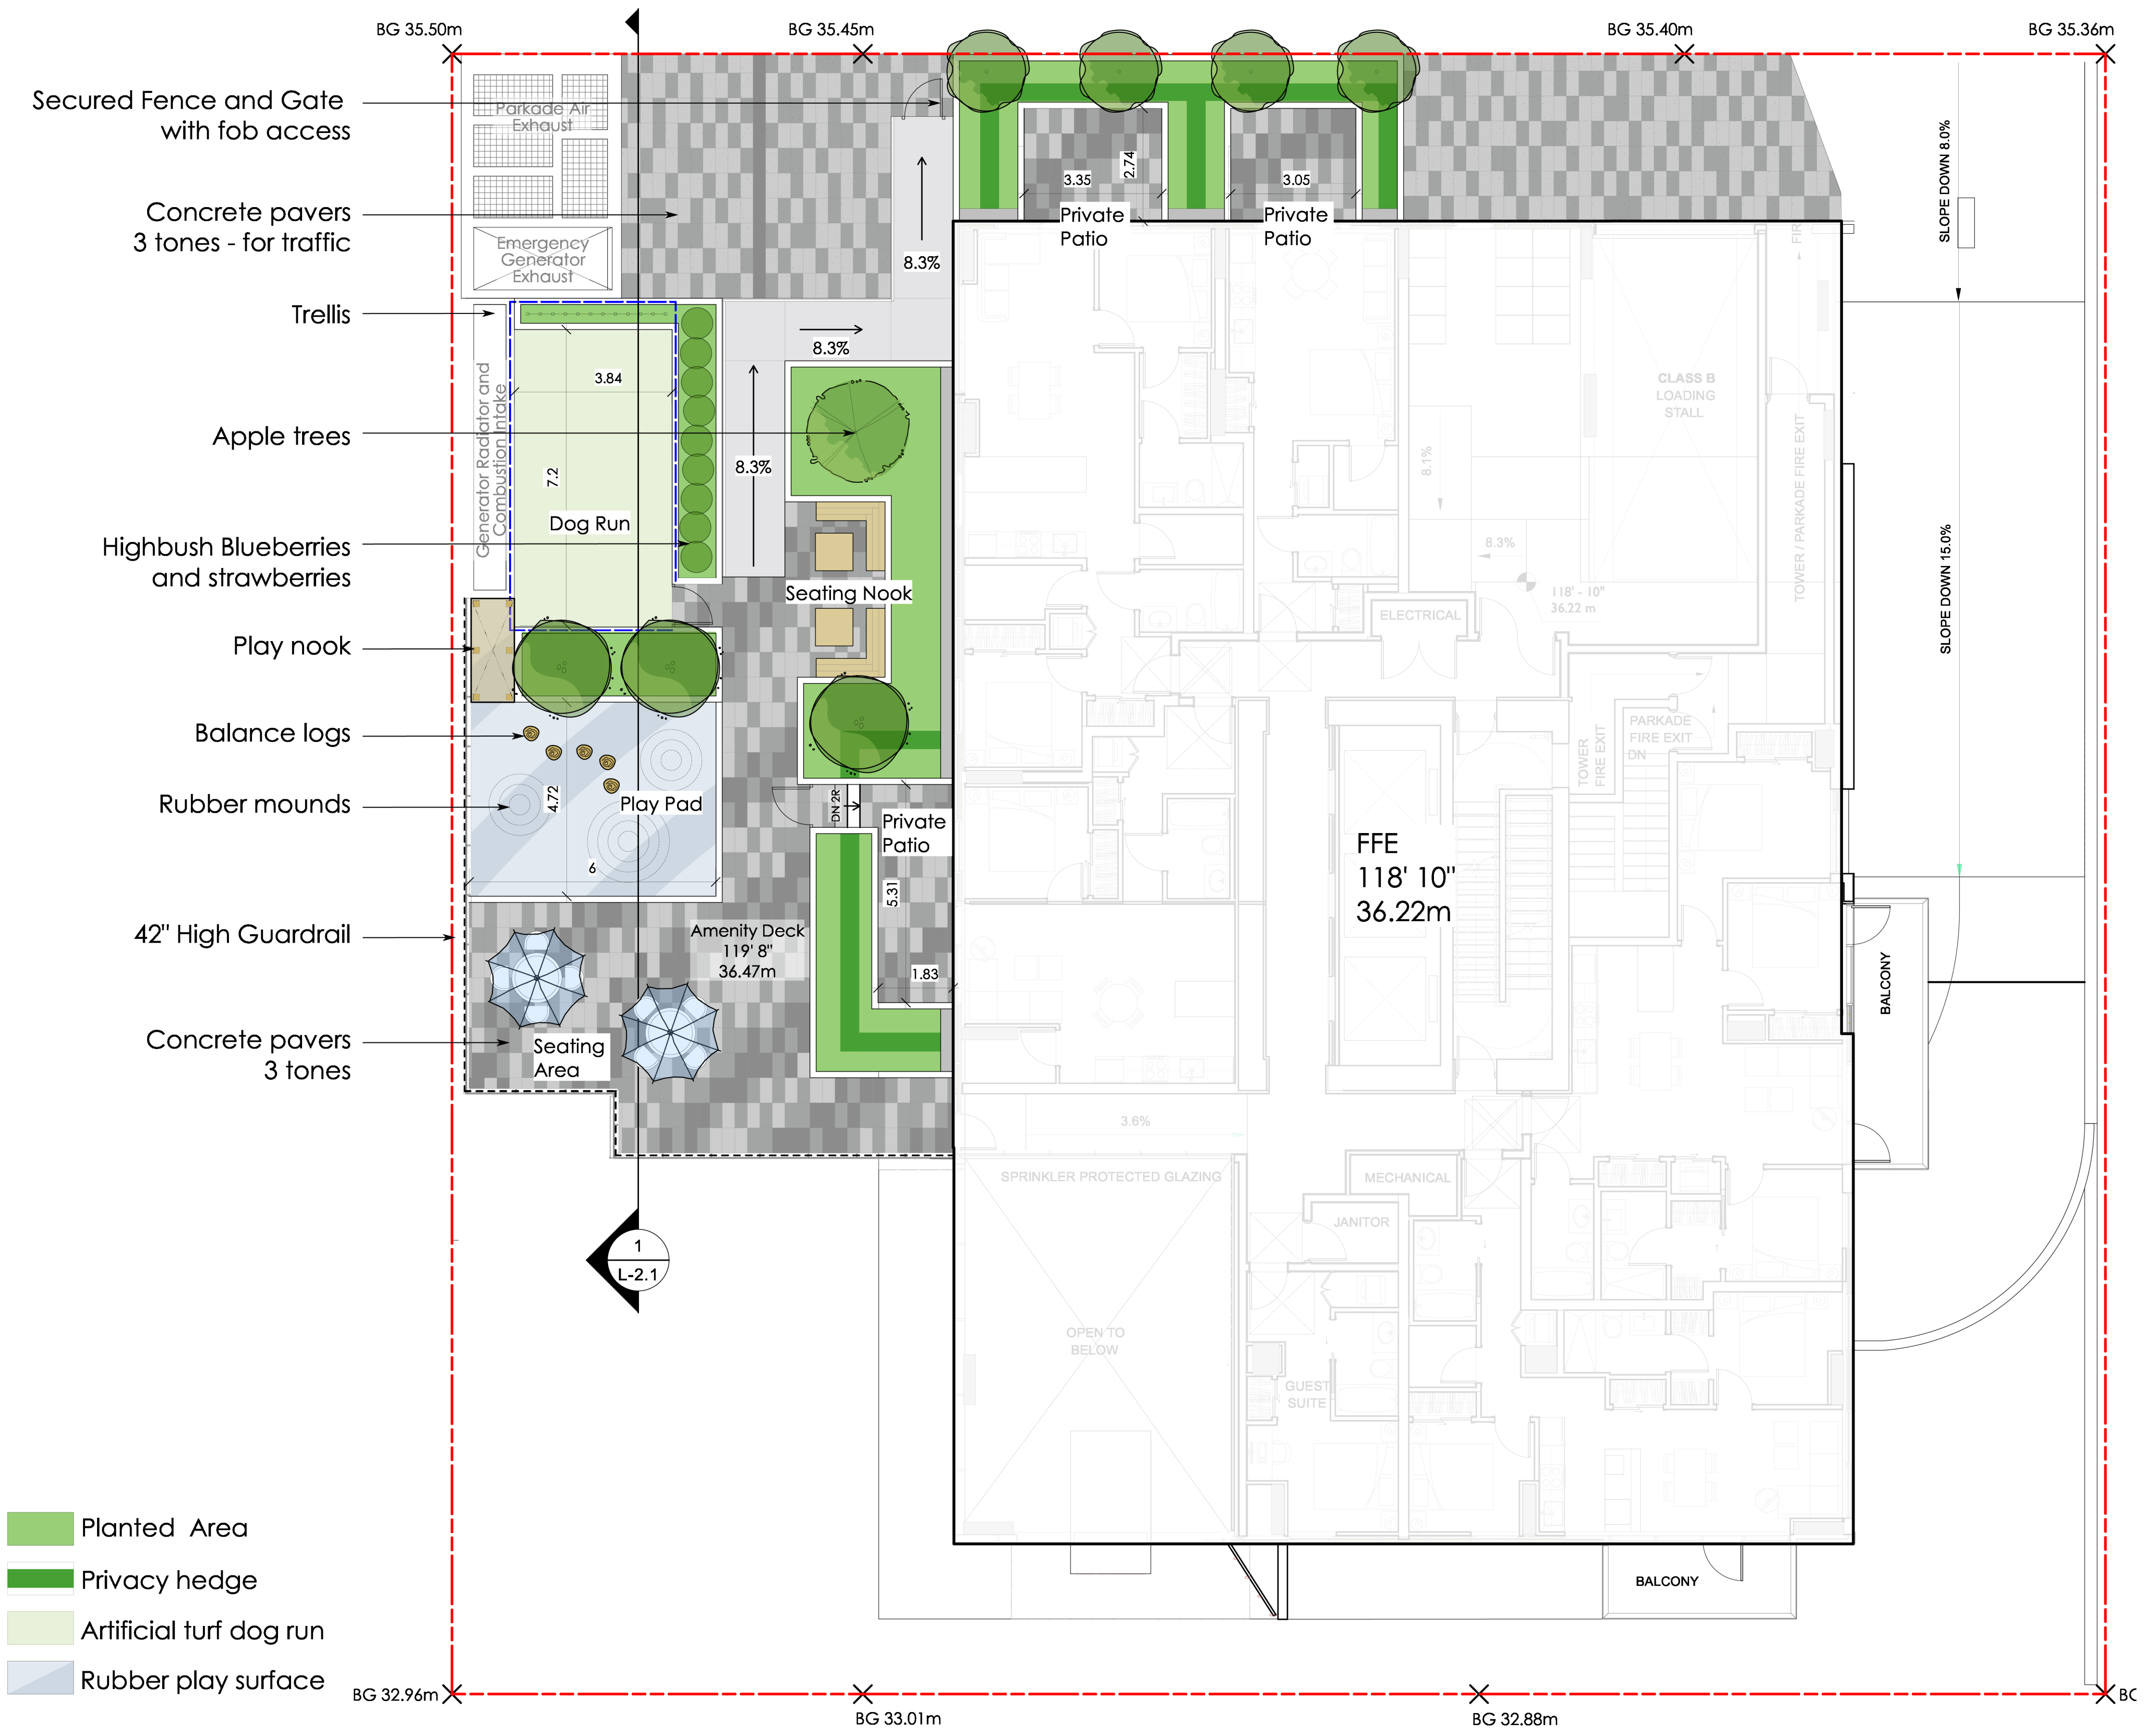 BG 35.50m
BG 35.45m
BG 35.40m
BG 35.36m
Secured Fence and Gate
with fob access
Concrete pavers
3 tones - for traffic
Trellis
Apple trees
Highbush Blueberries
and strawberries
Play nook
Balance logs
Rubber mounds
42" High Guardrail
Concrete pavers
3 tones
Parkade Air
Exhaust
Emergency
Generator
Exhaust
Generator Radiator and
Combustion Intake
3.84
7.2
Dog Run
8.3%
8.3%
8.3%
3.35
2.74
3.05
Private
Patio
Private
Patio
Seating Nook
Play Pad
4.72
6
DN 2R
Private
Patio
5.31
1.83
Amenity Deck
119' 8"
36.47m
Seating
Area
1
L-2.1
CLASS B
LOADING
STALL
8.1%
8.3%
118' - 10"
36.22 m
ELECTRICAL
TOWER / PARKADE FIRE EXIT
FIR
SLOPE DOWN 8.0%
SLOPE DOWN 15.0%
TOWER
FIRE EXIT
PARKADE
FIRE EXIT
DN
FFE
118' 10"
36.22m
BALCONY
3.6%
SPRINKLER PROTECTED GLAZING
MECHANICAL
JANITOR
OPEN TO
BELOW
GUEST
SUITE
BALCONY
Planted Area
Privacy hedge
Artificial turf dog run
Rubber play surface
BG 32.96m
BG 33.01m
BG 32.88m
BG